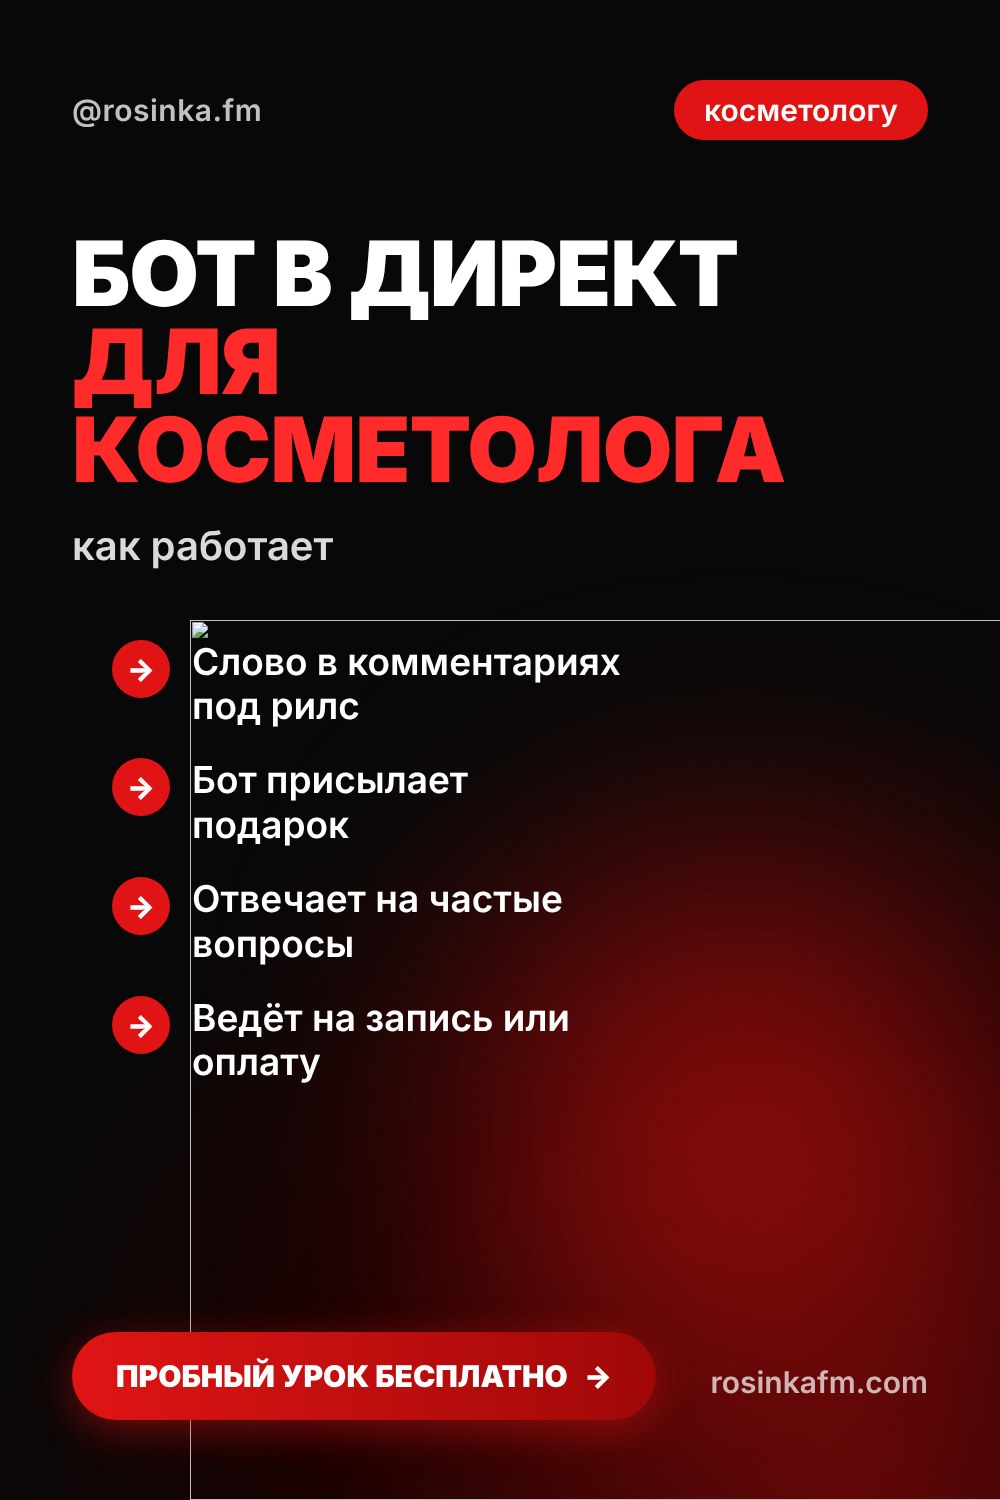 @rosinka.fm
косметологу
БОТ В ДИРЕКТ
ДЛЯ
КОСМЕТОЛОГА
как работает
Слово в комментариях
под рилс
Бот присылает
подарок
Отвечает на частые
вопросы
Ведёт на запись или
оплату
ПРОБНЫЙ УРОК БЕСПЛАТНО →
rosinkafm.com